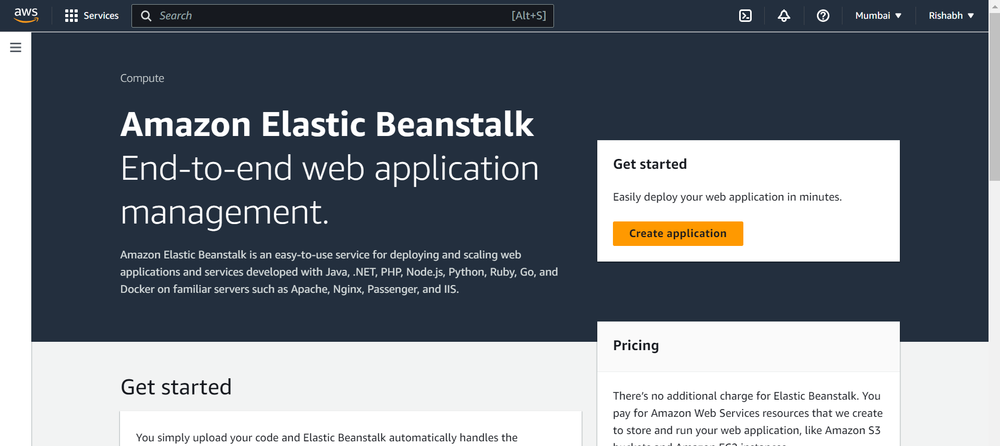 aws
Services
Search
[Alt+S]
Mumbai
Rishabh
Compute
Amazon Elastic Beanstalk
End-to-end web application
management.
Amazon Elastic Beanstalk is an easy-to-use service for deploying and scaling web
applications and services developed with Java, .NET, PHP, Node.js, Python, Ruby, Go, and
Docker on familiar servers such as Apache, Nginx, Passenger, and IIS.
Get started
Easily deploy your web application in minutes.
Create application
Get started
You simply upload your code and Elastic Beanstalk automatically handles the
Pricing
There’s no additional charge for Elastic Beanstalk. You
pay for Amazon Web Services resources that we create
to store and run your web application, like Amazon S3
buckets and Amazon EC2 instances.